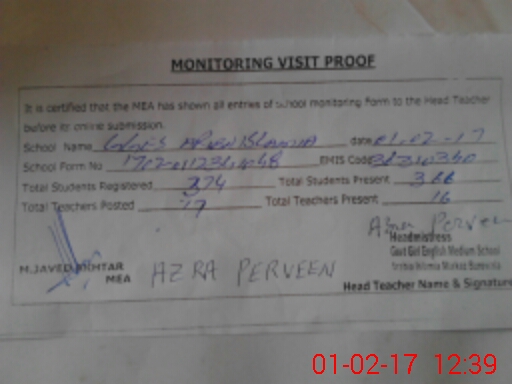 MONITORING VISIT PROOF
It is certified that the MEA has shown all entries of school monitoring form to the Head Teacher
before its online submission.
School Name date 01.02-17
School Form No EMIS Code
Total Students Registered 374 Total Students Present 366
Total Teachers Posted 17 Total Teachers Present 16
Azra Perveen
Headmistress
Govt Girl English Medium School
M.JAVED AKHTAR
MEA AZRA PERVEEN
Head Teacher Name & Signature
01-02-17 12:39